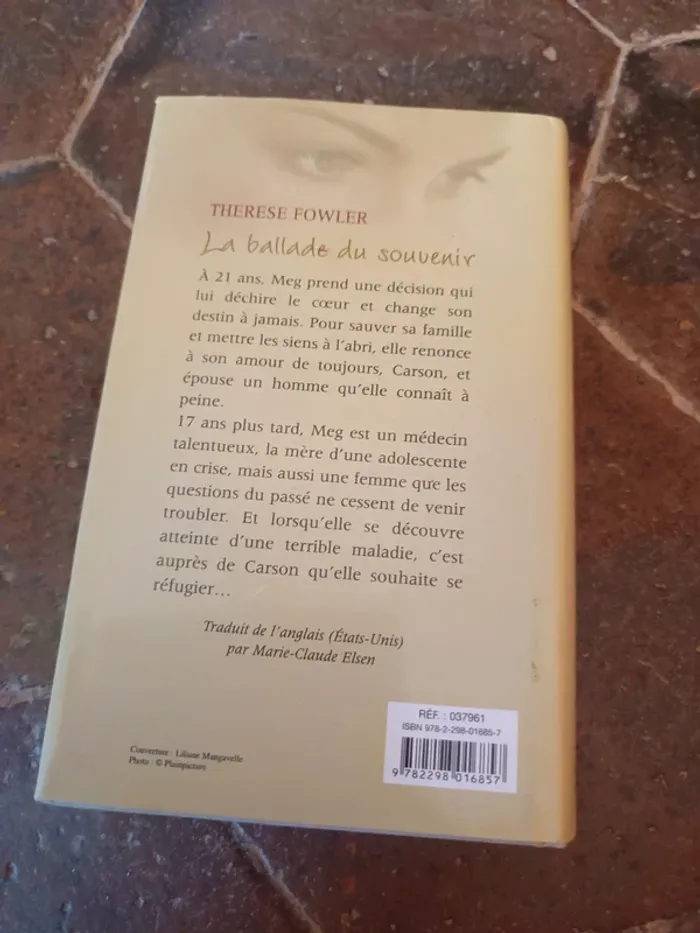 THERESE FOWLER
La ballade du souvenir
À 21 ans, Meg prend une décision qui
lui déchire le cœur et change son
destin à jamais. Pour sauver sa famille
et mettre les siens à l'abri, elle renonce
à son amour de toujours, Carson, et
épouse un homme qu'elle connaît à
peine.
17 ans plus tard, Meg est un médecin
talentueux, la mère d'une adolescente
en crise, mais aussi une femme que les
questions du passé ne cessent de venir
troubler. Et lorsqu'elle se découvre
atteinte d'une terrible maladie, c'est
auprès de Carson qu'elle souhaite se
réfugier…
Traduit de l'anglais (États-Unis)
par Marie-Claude Elsen
RÉF. : 037961
ISBN 978-2-298-01685-7
9 782298 016857
Couverture : Liliane Mangavelle
Photo : © Plainpicture